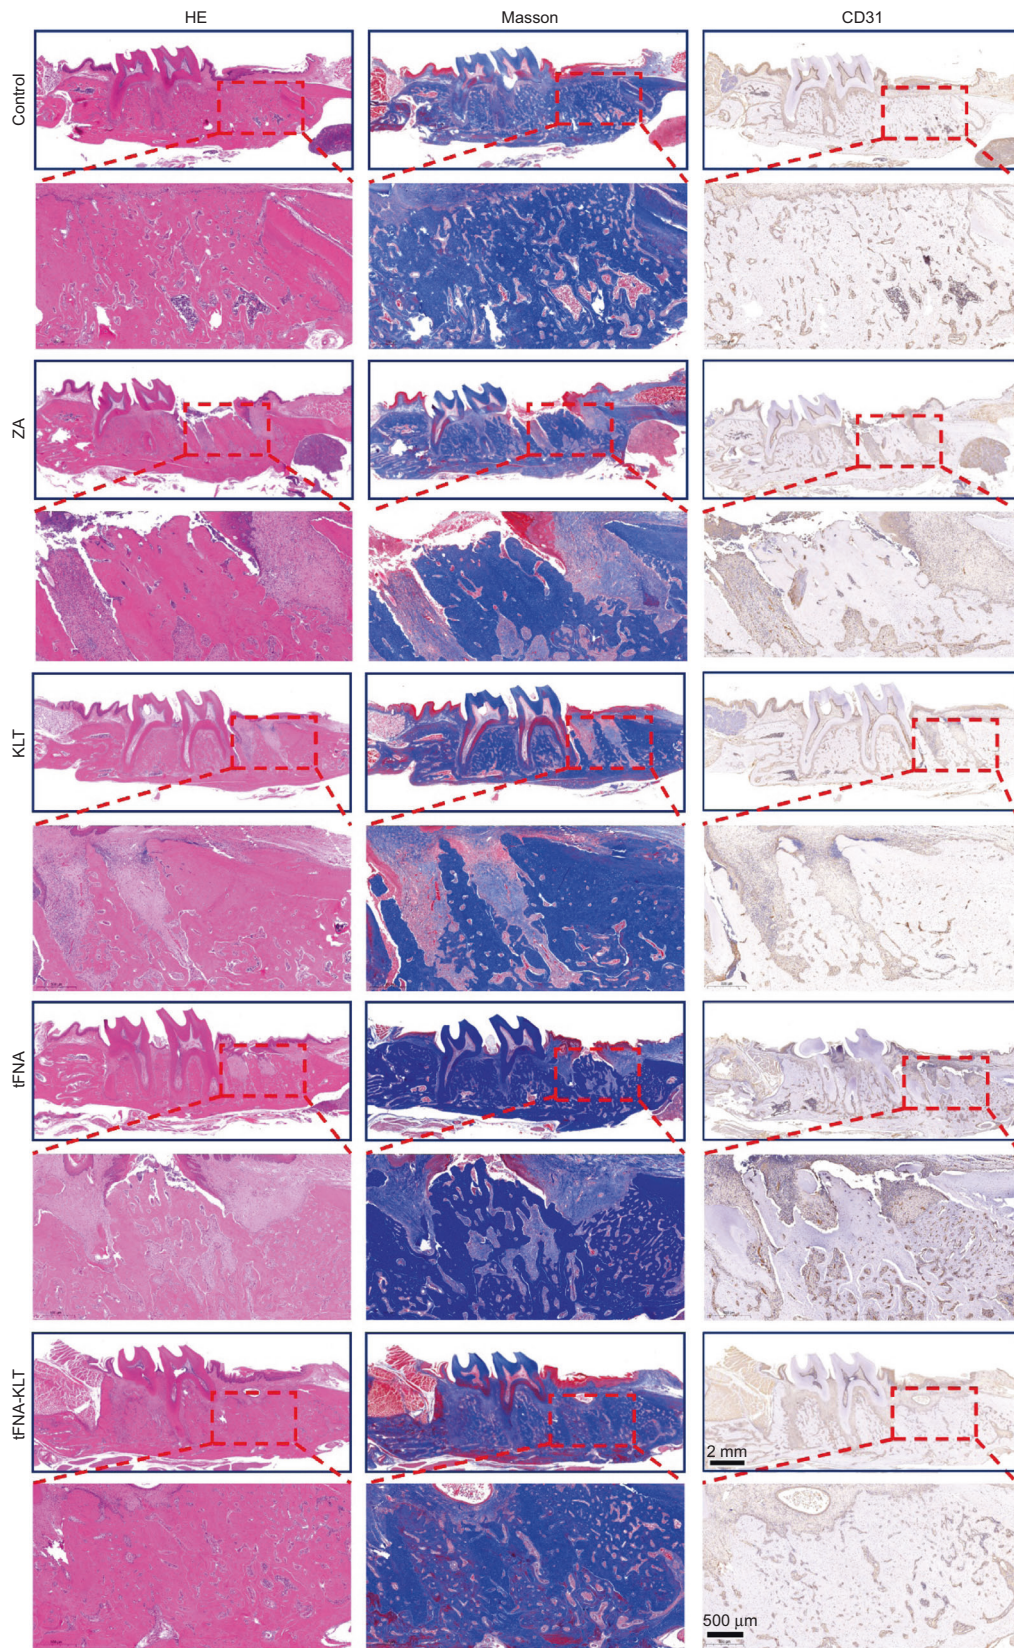 HE Masson CD31
Control
ZA
KLT
tFNA
tFNA-KLT
2 mm
500 μm